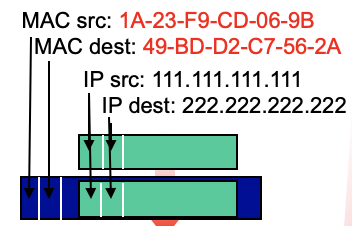 MAC src: 1A-23-F9-CD-06-9B
MAC dest: 49-BD-D2-C7-56-2A
IP src: 111.111.111.111
IP dest: 222.222.222.222